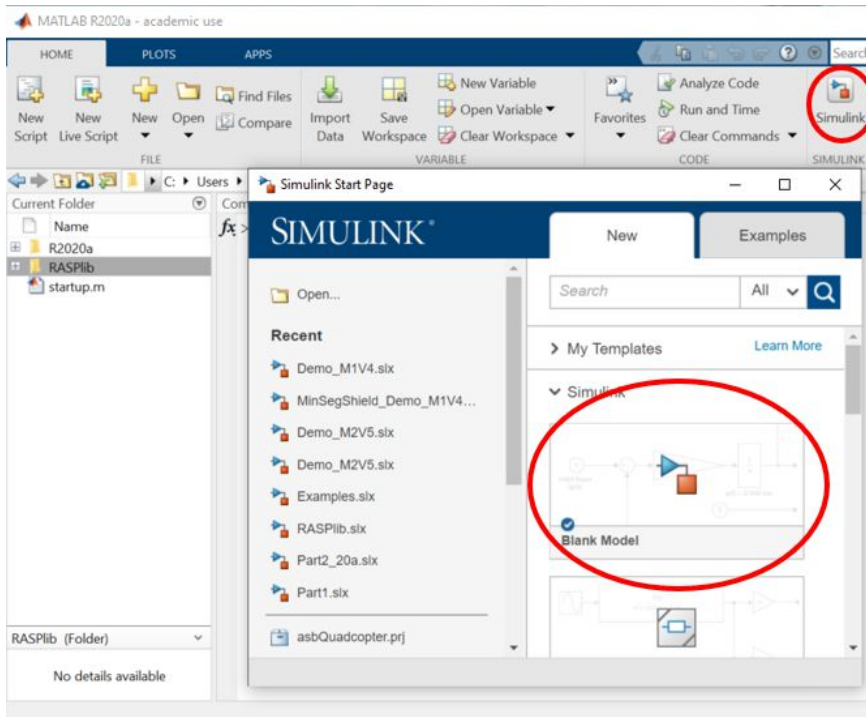 MATLAB R2020a - academic use
HOME PLOTS APPS
Search
New Script
New Live Script
New
Open
Find Files
Compare
FILE
Import Data
Save Workspace
New Variable
Open Variable
Clear Workspace
VARIABLE
Favorites
Analyze Code
Run and Time
Clear Commands
CODE
Simulink
SIMULINK
C: Users
Current Folder
Name
R2020a
RASPlib
startup.m
RASPlib (Folder)
No details available
Com
fx >
Simulink Start Page
SIMULINK®
New Examples
Open...
Recent
Demo_M1V4.slx
MinSegShield_Demo_M1V4...
Demo_M2V5.slx
Demo_M2V5.slx
Examples.slx
RASPlib.slx
Part2_20a.slx
Part1.slx
asbQuadcopter.prj
Search All
My Templates Learn More
Simulink
Blank Model